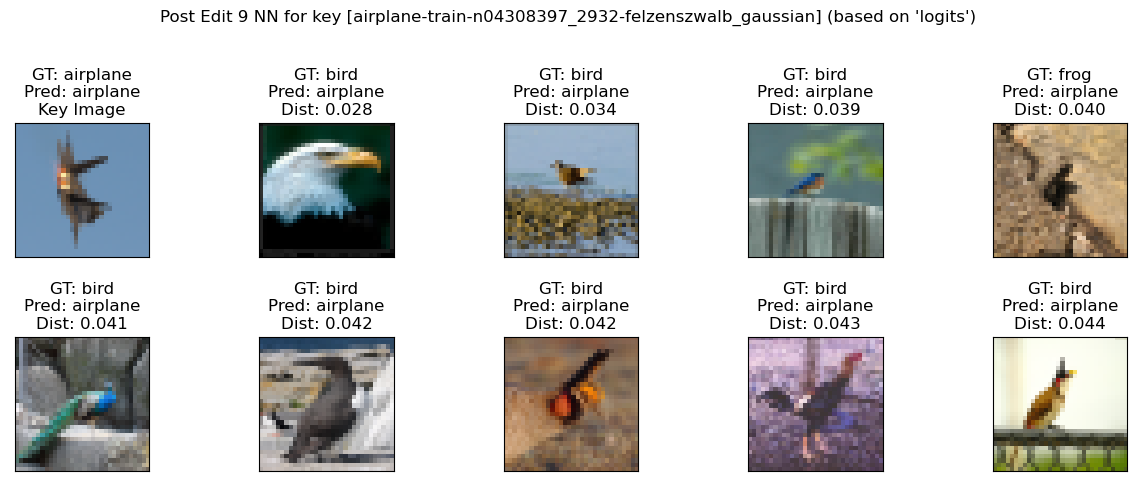 Post Edit 9 NN for key [airplane-train-n04308397_2932-felzenszwalb_gaussian] (based on 'logits')
GT: airplane
Pred: airplane
Key Image
GT: bird
Pred: airplane
Dist: 0.028
GT: bird
Pred: airplane
Dist: 0.034
GT: bird
Pred: airplane
Dist: 0.039
GT: frog
Pred: airplane
Dist: 0.040
GT: bird
Pred: airplane
Dist: 0.041
GT: bird
Pred: airplane
Dist: 0.042
GT: bird
Pred: airplane
Dist: 0.042
GT: bird
Pred: airplane
Dist: 0.043
GT: bird
Pred: airplane
Dist: 0.044